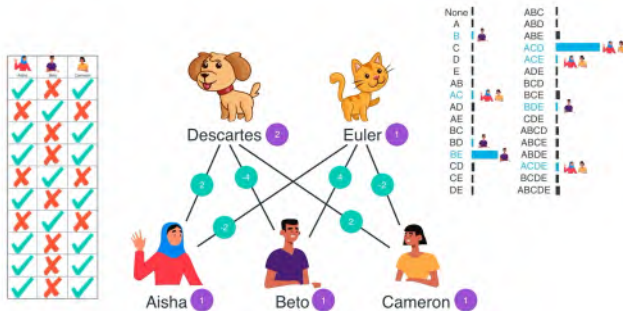 Aisha Beto Cameron
Descartes 2
Euler 1
2 -4 4 -2
-2 2
Aisha 1
Beto 1
Cameron 1
None
A
B
C
D
E
AB
AC
AD
AE
BC
BD
BE
CD
CE
DE
ABC
ABD
ABE
ACD
ACE
ADE
BCD
BCE
BDE
CDE
ABCD
ABCE
ABDE
ACDE
BCDE
ABCDE